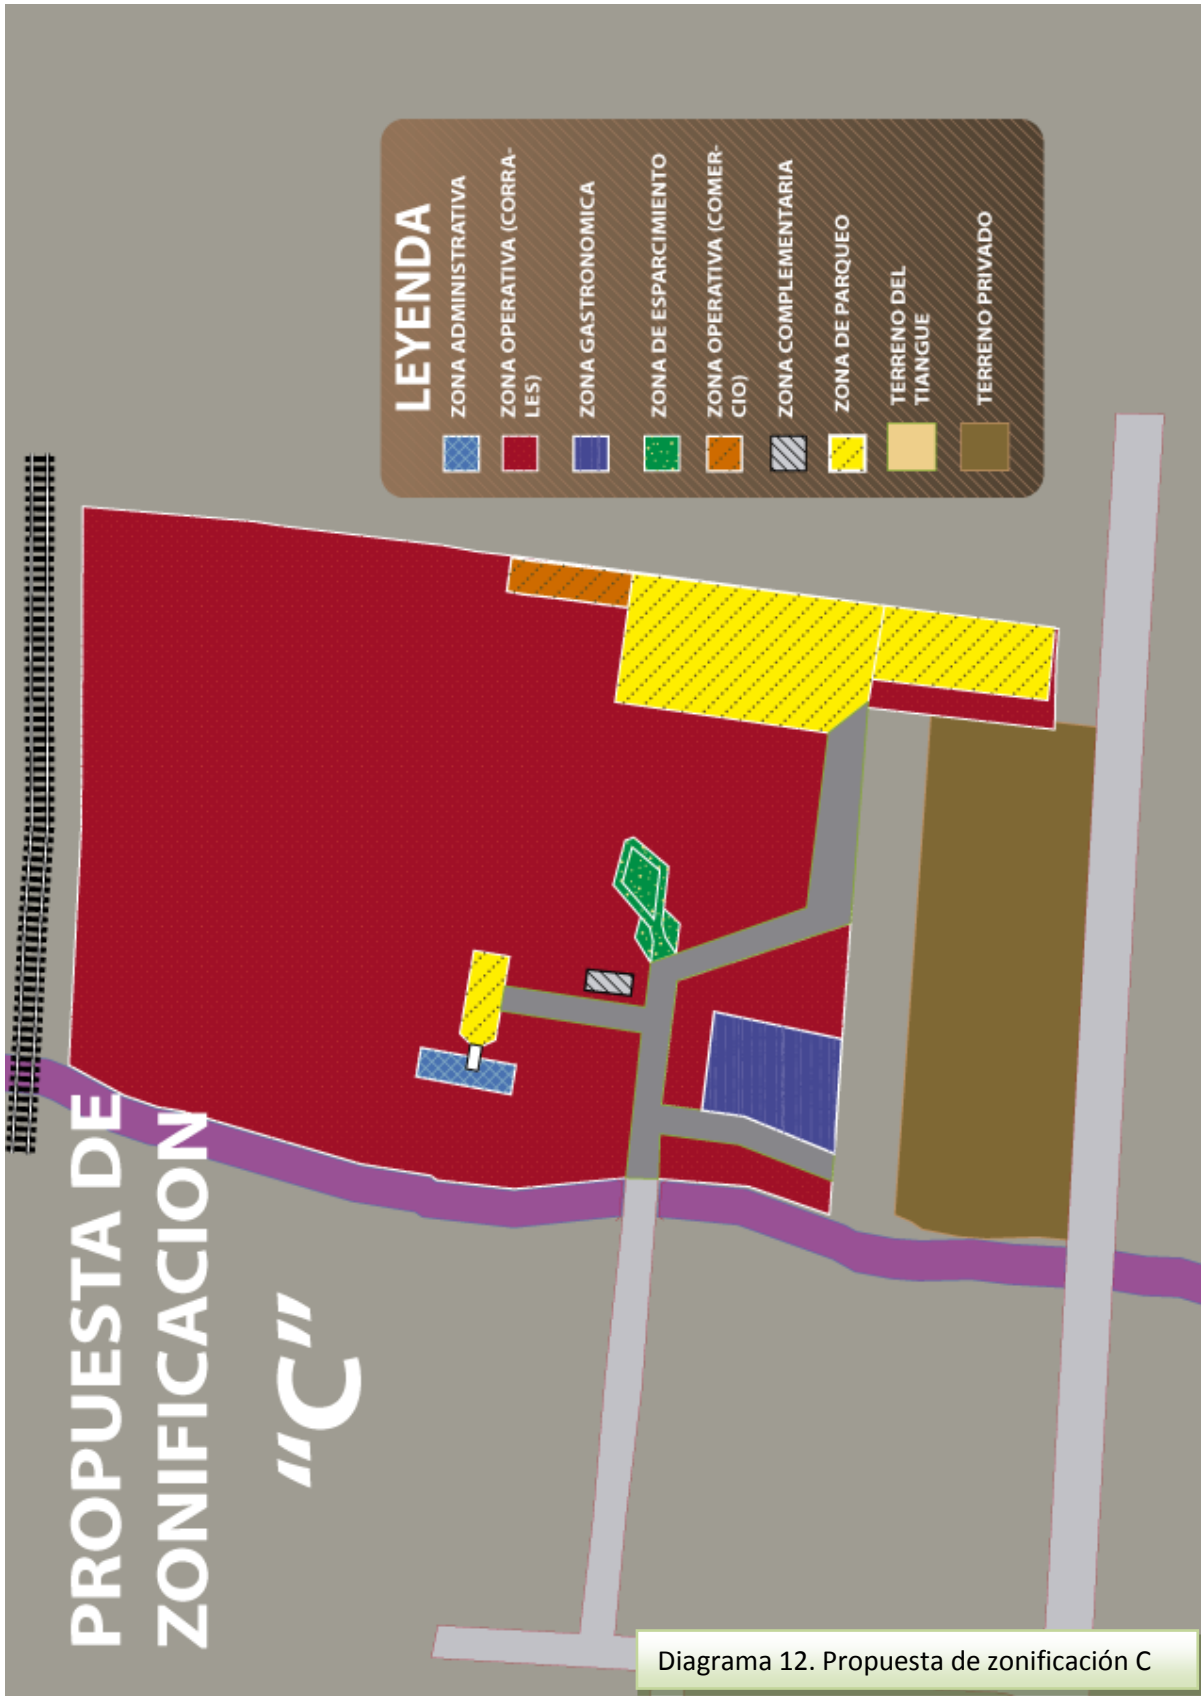 PROPUESTA DE
ZONIFICACION
"C"
LEYENDA
ZONA ADMINISTRATIVA
ZONA OPERATIVA (CORRA-
LES)
ZONA GASTRONOMICA
ZONA DE ESPARCIMIENTO
ZONA OPERATIVA (COMER-
CIO)
ZONA COMPLEMENTARIA
ZONA DE PARQUEO
TERRENO DEL
TIANGUE
TERRENO PRIVADO
Diagrama 12. Propuesta de zonificación C